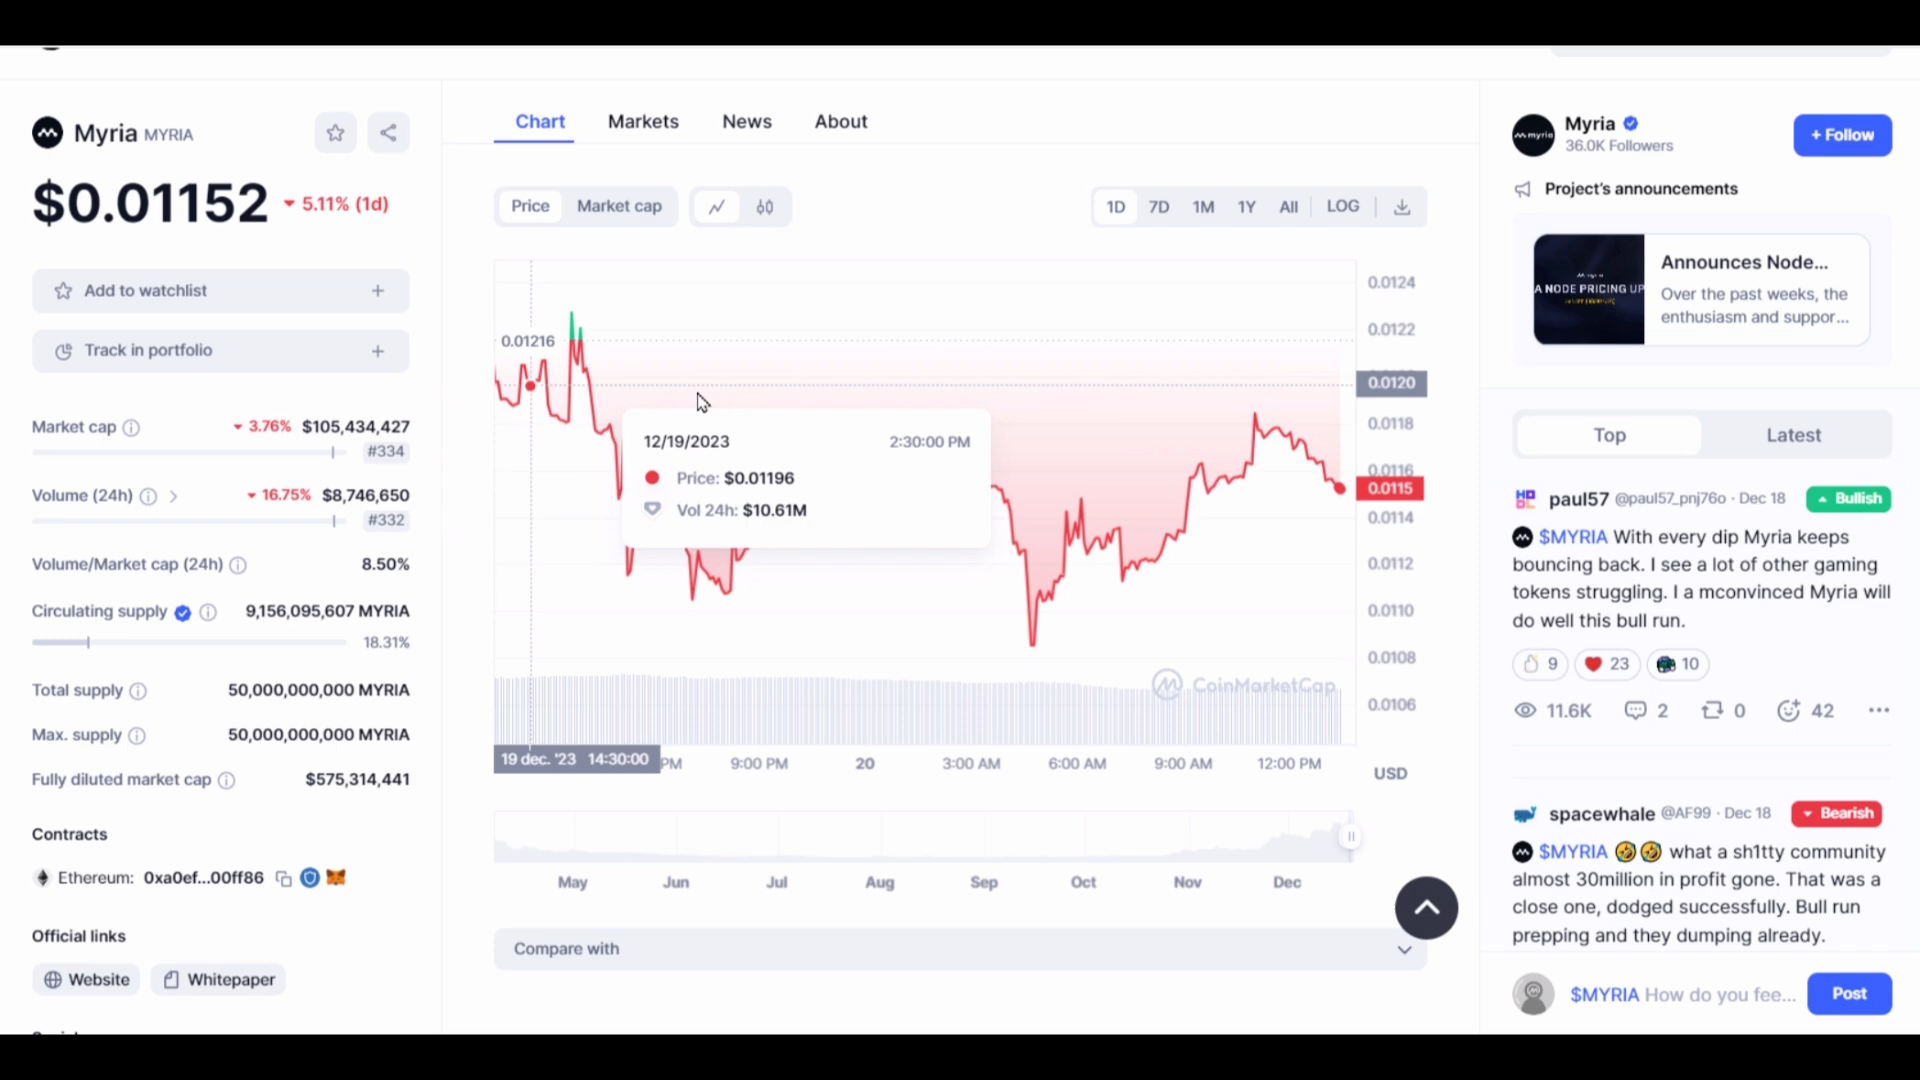 Myria MYRIA
$0.01152 5.11% (1d)
Add to watchlist
Track in portfolio
Market cap 3.76% $105,434,427
#334
Volume (24h) 16.75% $8,746,650
#332
Volume/Market cap (24h) 8.50%
Circulating supply 9,156,095,607 MYRIA
18.31%
Total supply 50,000,000,000 MYRIA
Max. supply 50,000,000,000 MYRIA
Fully diluted market cap $575,314,441
Contracts
Ethereum: 0xa0ef...00ff86
Official links
Website Whitepaper
Chart Markets News About
Price Market cap
1D 7D 1M 1Y All LOG
0.01216
12/19/2023 2:30:00 PM
Price: $0.01196
Vol 24h: $10.61M
0.0124
0.0122
0.0120
0.0118
0.0116
0.0115
0.0114
0.0112
0.0110
0.0108
0.0106
CoinMarketCap
19 dec. '23 14:30:00 PM 9:00 PM 20 3:00 AM 6:00 AM 9:00 AM 12:00 PM
USD
May Jun Jul Aug Sep Oct Nov Dec
Compare with
myria
Myria
36.0K Followers
+ Follow
Project's announcements
A NODE PRICING UP
Announces Node...
Over the past weeks, the
enthusiasm and suppor...
Top Latest
paul57 @paul57_pnj76o · Dec 18 Bullish
$MYRIA With every dip Myria keeps
bouncing back. I see a lot of other gaming
tokens struggling. I a mconvinced Myria will
do well this bull run.
9 23 10
11.6K 2 0 42
spacewhale @AF99 · Dec 18 Bearish
$MYRIA 🤣🤣 what a sh1tty community
almost 30million in profit gone. That was a
close one, dodged successfully. Bull run
prepping and they dumping already.
$MYRIA How do you fee... Post